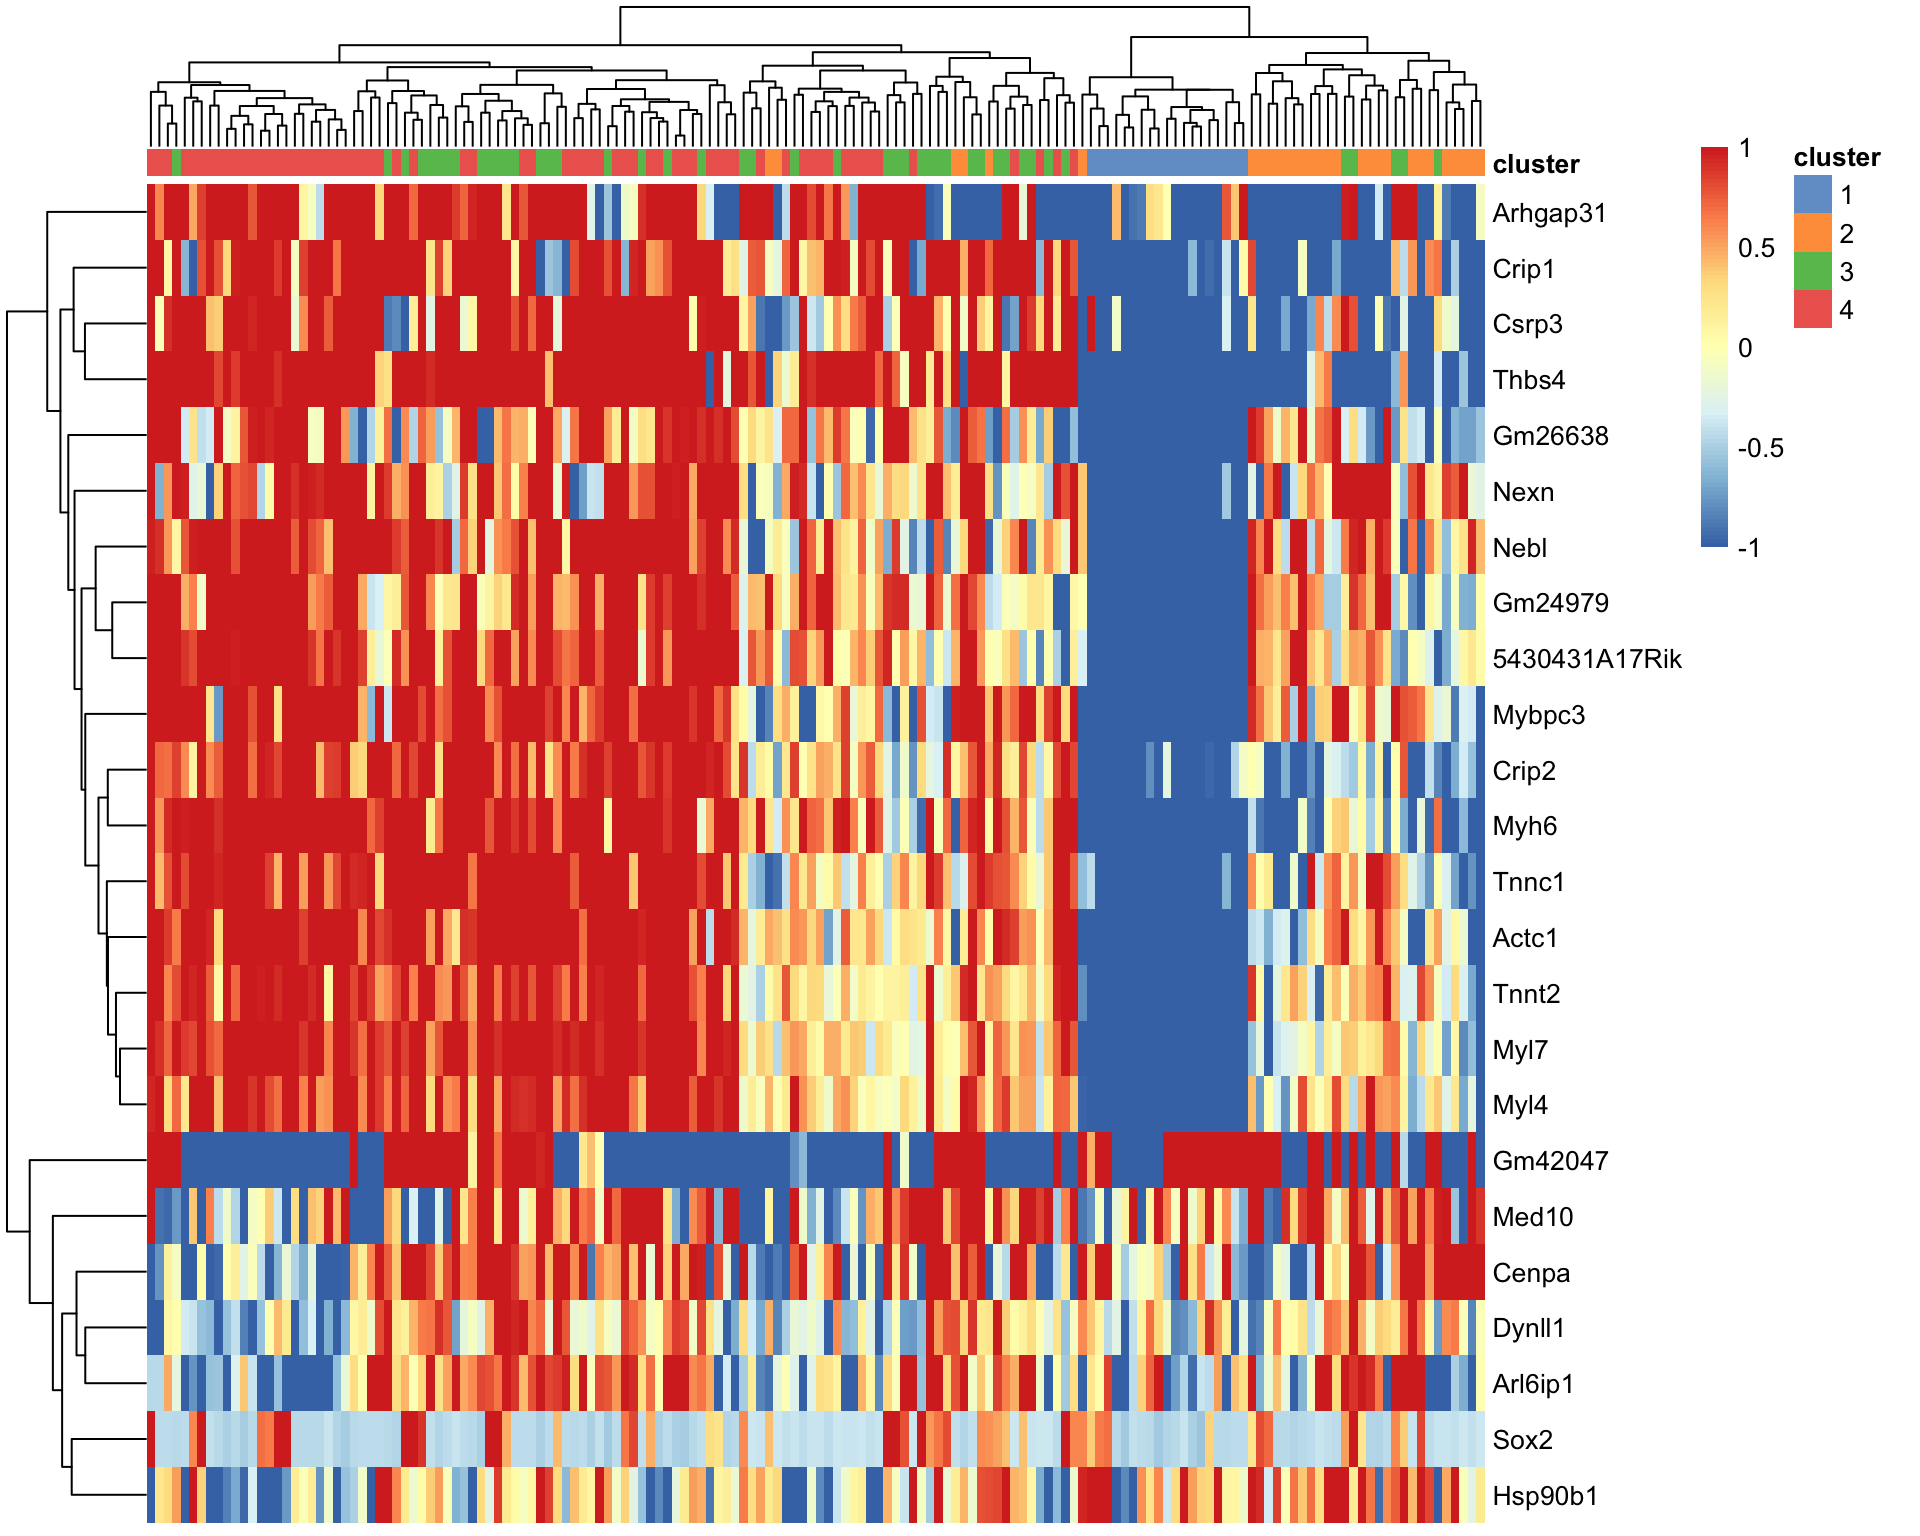 cluster
Arhgap31
Crip1
Csrp3
Thbs4
Gm26638
Nexn
Nebl
Gm24979
5430431A17Rik
Mybpc3
Crip2
Myh6
Tnnc1
Actc1
Tnnt2
Myl7
Myl4
Gm42047
Med10
Cenpa
Dynll1
Arl6ip1
Sox2
Hsp90b1
1
0.5
0
-0.5
-1
cluster
1
2
3
4